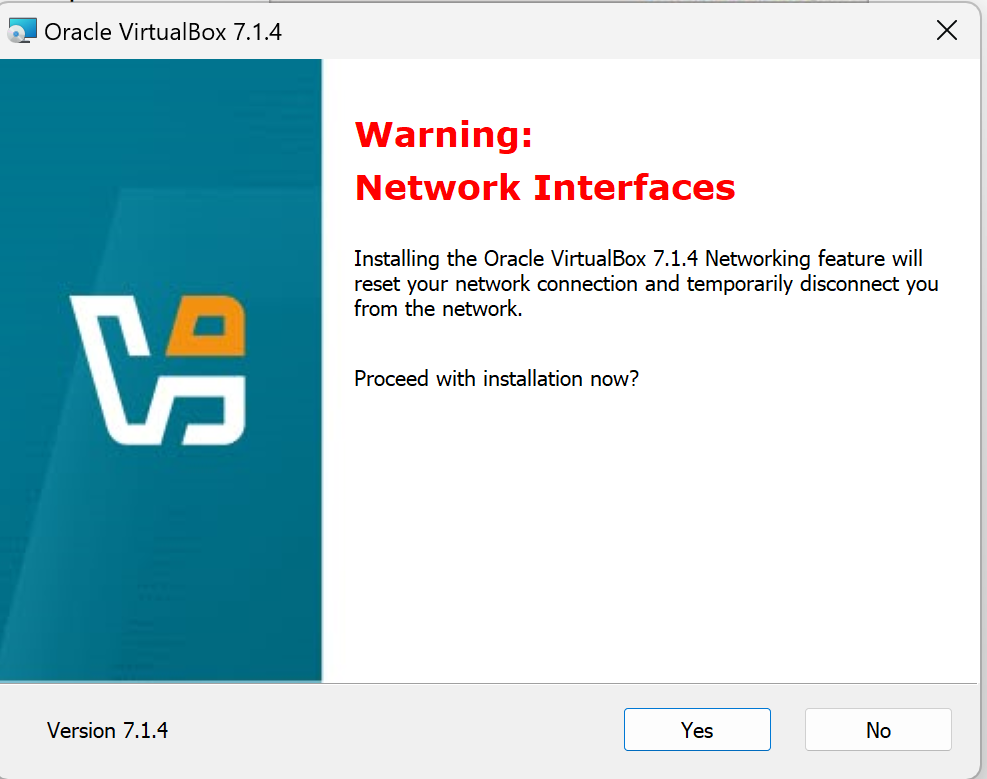 Oracle VirtualBox 7.1.4
Warning:
Network Interfaces
Installing the Oracle VirtualBox 7.1.4 Networking feature will
reset your network connection and temporarily disconnect you
from the network.
Proceed with installation now?
Version 7.1.4
Yes
No